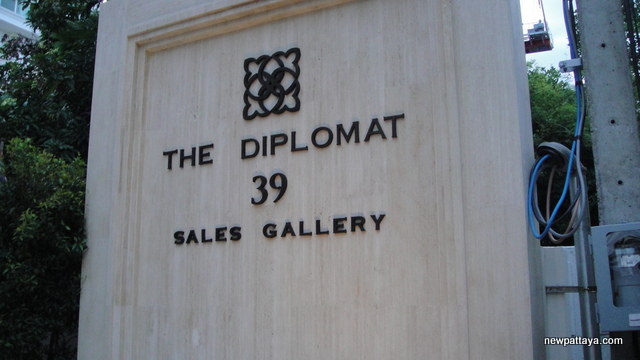 THE DIPLOMAT
39
SALES GALLERY
newpattaya.com